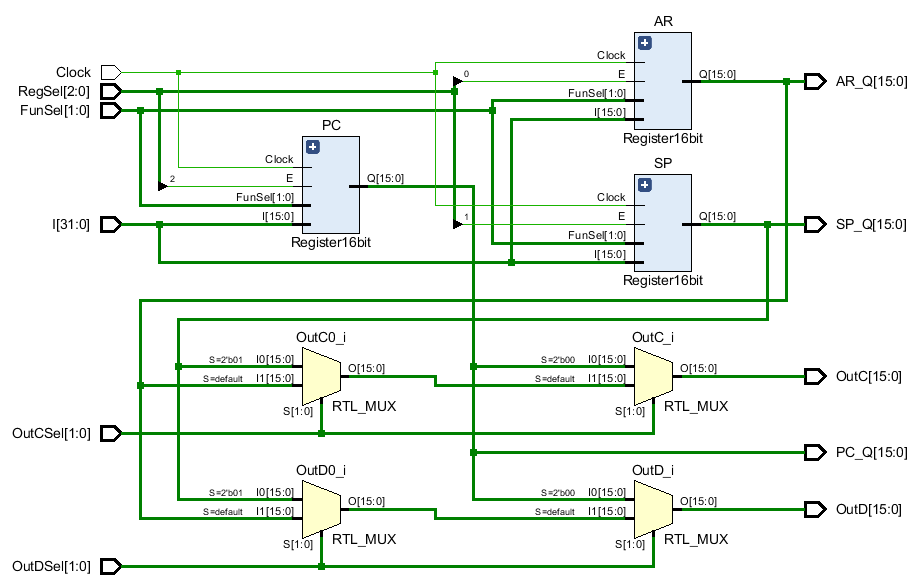 AR
Clock
Clock
0
E
Q[15:0]
AR_Q[15:0]
RegSel[2:0]
FunSel[1:0]
FunSel[1:0]
I[15:0]
Register16bit
PC
SP
Clock
2
E
Q[15:0]
FunSel[1:0]
I[15:0]
Register16bit
Clock
1
E
Q[15:0]
SP_Q[15:0]
FunSel[1:0]
I[15:0]
Register16bit
I[31:0]
OutC0_i
OutC_i
S=2'b01
I0[15:0]
O[15:0]
S=default
I1[15:0]
S[1:0]
RTL_MUX
S=2'b00
I0[15:0]
O[15:0]
OutC[15:0]
S=default
I1[15:0]
S[1:0]
RTL_MUX
OutCSel[1:0]
PC_Q[15:0]
OutD0_i
OutD_i
S=2'b01
I0[15:0]
O[15:0]
S=default
I1[15:0]
S[1:0]
RTL_MUX
S=2'b00
I0[15:0]
O[15:0]
OutD[15:0]
S=default
I1[15:0]
S[1:0]
RTL_MUX
OutDSel[1:0]